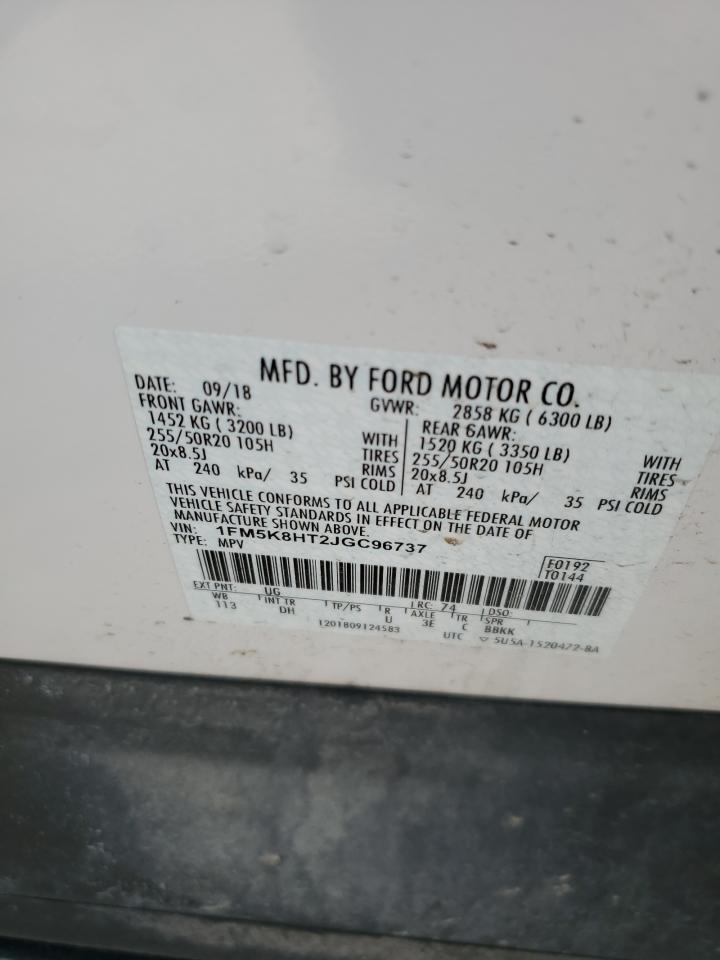 MFD. BY FORD MOTOR CO.
DATE: 09/18 GVWR: 2858 KG ( 6300 LB)
FRONT GAWR: REAR GAWR:
1452 KG ( 3200 LB) WITH 1520 KG ( 3350 LB) WITH
255/50R20 105H TIRES 255/50R20 105H TIRES
20x8.5J RIMS 20x8.5J RIMS
AT 240 kPa/ 35 PSI COLD AT 240 kPa/ 35 PSI COLD
THIS VEHICLE CONFORMS TO ALL APPLICABLE FEDERAL MOTOR
VEHICLE SAFETY STANDARDS IN EFFECT ON THE DATE OF
MANUFACTURE SHOWN ABOVE.
VIN: 1FM5K8HT2JGC96737
TYPE: MPV
F0192
T0144
EXT PNT: UG RC: 74 DSO:
WB INT TR TP/PS R AXLE TR SPR
113 DH U 3E C BBKK
1201809124583 UTC ▽ 5U5A-1520472-8A